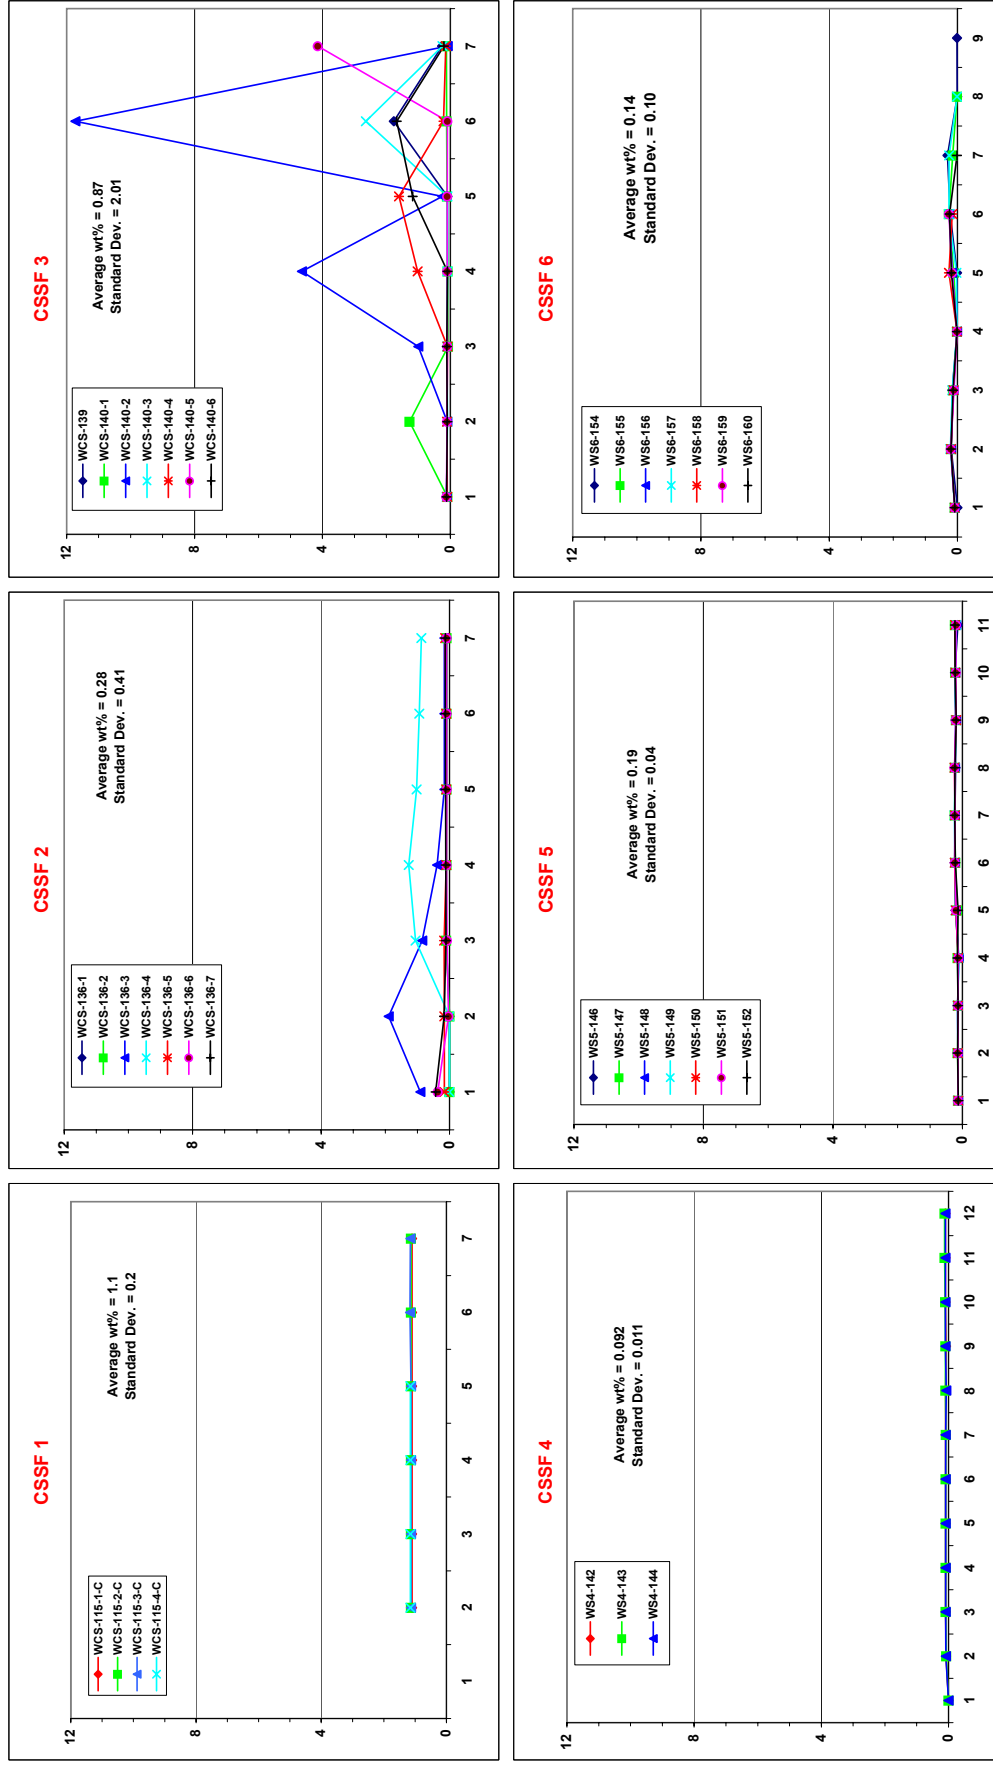 CSSF 1
12
8
4
0
WCS-115-1-C
WCS-115-2-C
WCS-115-3-C
WCS-115-4-C
Average wt% = 1.1
Standard Dev. = 0.2
1 2 3 4 5 6 7
CSSF 2
12
8
4
0
WCS-136-1
WCS-136-2
WCS-136-3
WCS-136-4
WCS-136-5
WCS-136-6
WCS-136-7
Average wt% = 0.28
Standard Dev. = 0.41
1 2 3 4 5 6 7
CSSF 3
12
8
4
0
WCS-139
WCS-140-1
WCS-140-2
WCS-140-3
WCS-140-4
WCS-140-5
WCS-140-6
Average wt% = 0.87
Standard Dev. = 2.01
1 2 3 4 5 6 7
CSSF 4
12
8
4
0
WS4-142
WS4-143
WS4-144
Average wt% = 0.092
Standard Dev. = 0.011
1 2 3 4 5 6 7 8 9 10 11 12
CSSF 5
12
8
4
0
WS5-146
WS5-147
WS5-148
WS5-149
WS5-150
WS5-151
WS5-152
Average wt% = 0.19
Standard Dev. = 0.04
1 2 3 4 5 6 7 8 9 10 11
CSSF 6
12
8
4
0
WS6-154
WS6-155
WS6-156
WS6-157
WS6-158
WS6-159
WS6-160
Average wt% = 0.14
Standard Dev. = 0.10
1 2 3 4 5 6 7 8 9